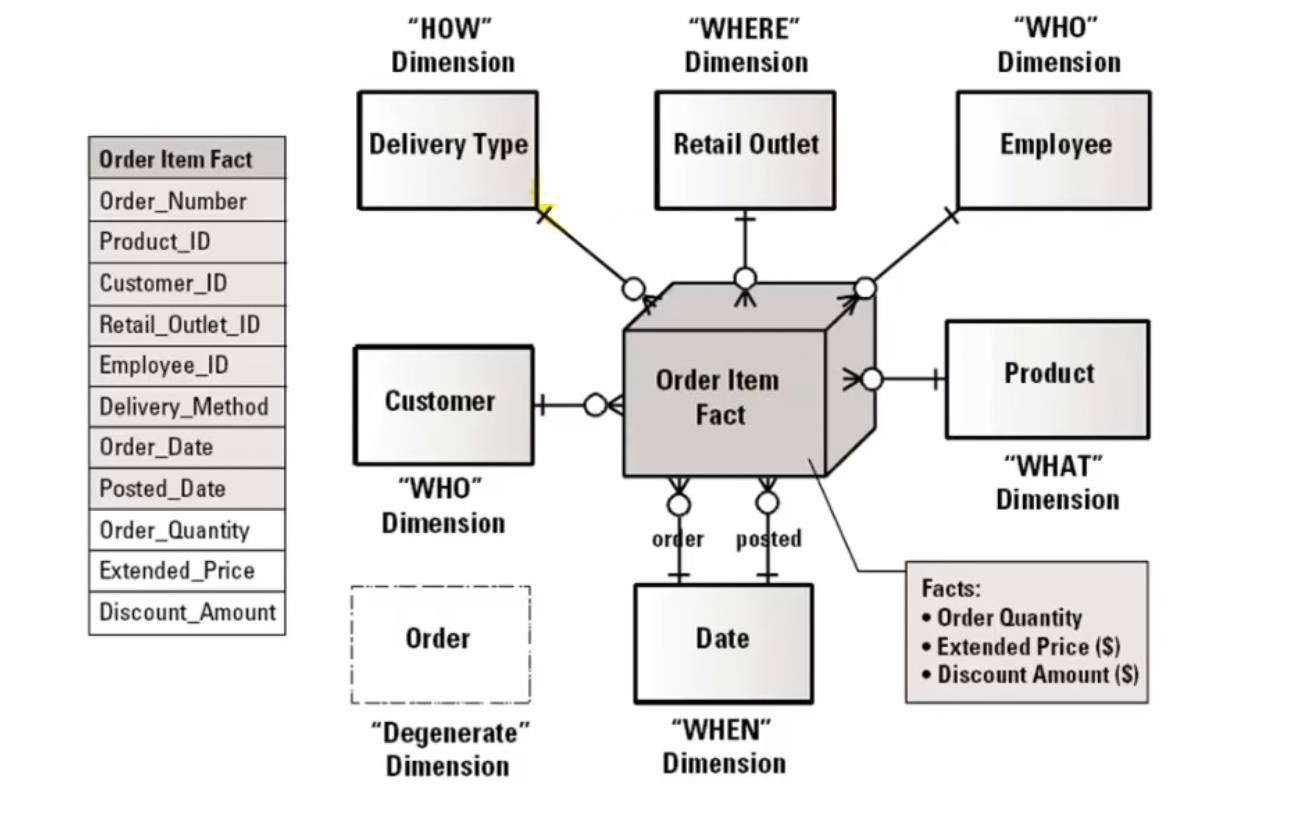 “HOW”
Dimension
“WHERE”
Dimension
“WHO”
Dimension
Delivery Type
Retail Outlet
Employee
Order Item Fact
Order_Number
Product_ID
Customer_ID
Retail_Outlet_ID
Employee_ID
Delivery_Method
Order_Date
Posted_Date
Order_Quantity
Extended_Price
Discount_Amount
Customer
“WHO”
Dimension
Order Item
Fact
Product
“WHAT”
Dimension
order
posted
Order
“Degenerate”
Dimension
Date
“WHEN”
Dimension
Facts:
• Order Quantity
• Extended Price ($)
• Discount Amount ($)